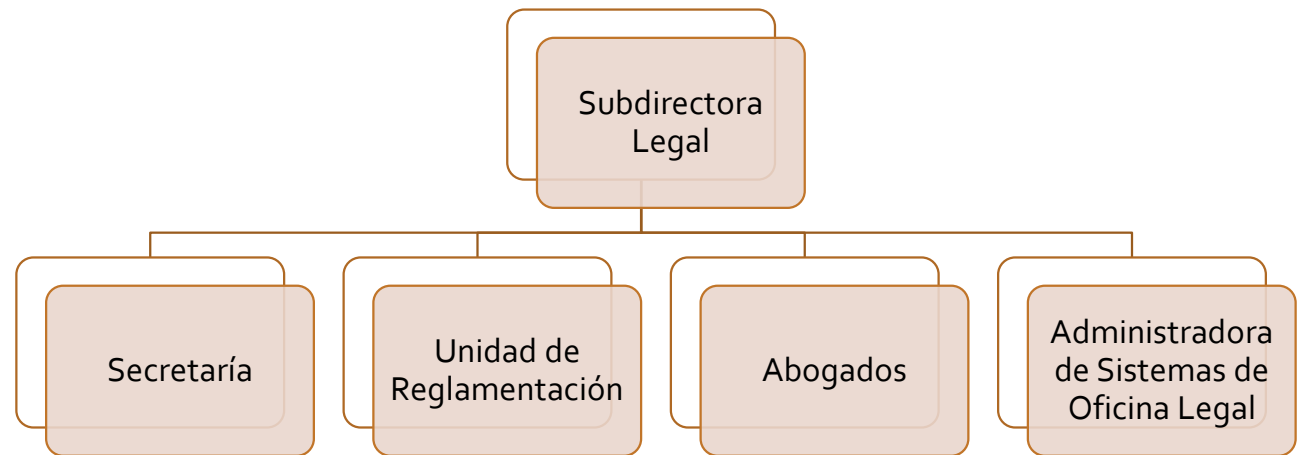 Subdirectora
Legal
Secretaría
Unidad de
Reglamentación
Abogados
Administradora
de Sistemas de
Oficina Legal